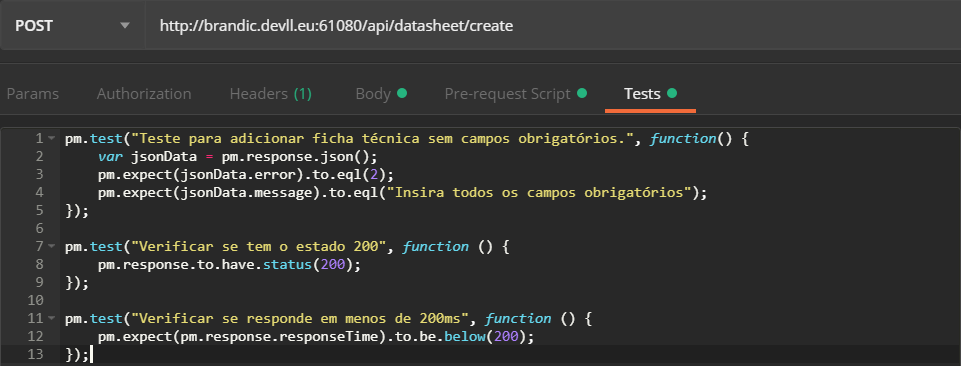 POST http://brandic.devll.eu:61080/api/datasheet/create
Params Authorization Headers (1) Body Pre-request Script Tests
1 pm.test("Teste para adicionar ficha técnica sem campos obrigatórios.", function() {
2 var jsonData = pm.response.json();
3 pm.expect(jsonData.error).to.eql(2);
4 pm.expect(jsonData.message).to.eql("Insira todos os campos obrigatórios");
5 });
6
7 pm.test("Verificar se tem o estado 200", function () {
8 pm.response.to.have.status(200);
9 });
10
11 pm.test("Verificar se responde em menos de 200ms", function () {
12 pm.expect(pm.response.responseTime).to.be.below(200);
13 });